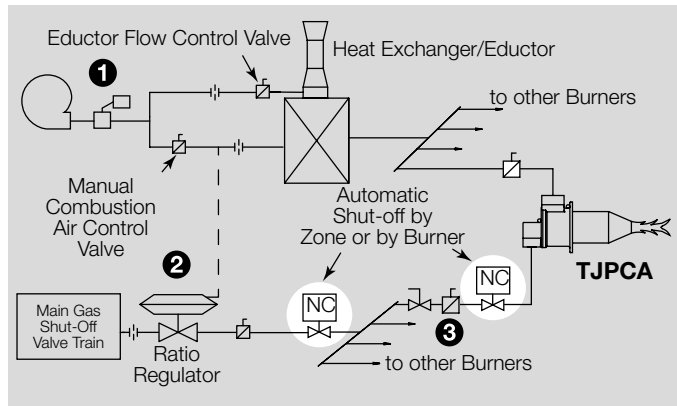 Eductor Flow Control Valve
Heat Exchanger/Eductor
1
to other Burners
Manual
Combustion
Air Control
Valve
Automatic
Shut-off by
Zone or by Burner
TJPCA
2
NC
NC
Main Gas
Shut-Off
Valve Train
Ratio
Regulator
3
to other Burners